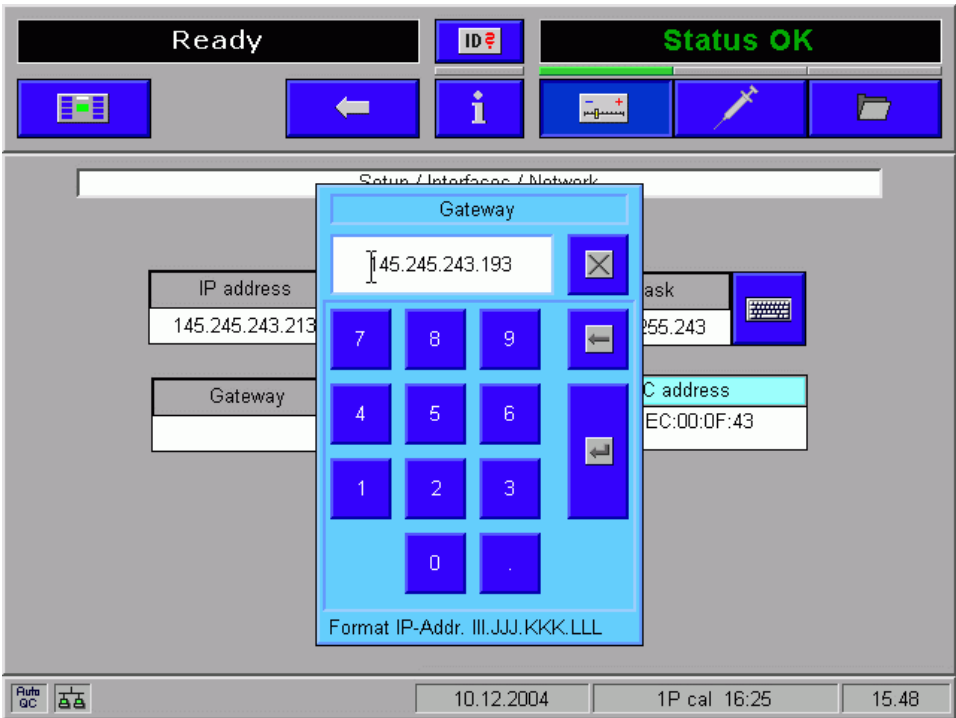 Ready
ID?
Status OK
i
Setup / Interfaces / Network
Gateway
145.245.243.193
IP address
ask
145.245.243.213
255.243
7 8 9
Gateway
C address
EC:00:0F:43
4 5 6
1 2 3
0 .
Format IP-Addr. III.JJJ.KKK.LLL
Auto
QC
10.12.2004
1P cal 16:25
15.48